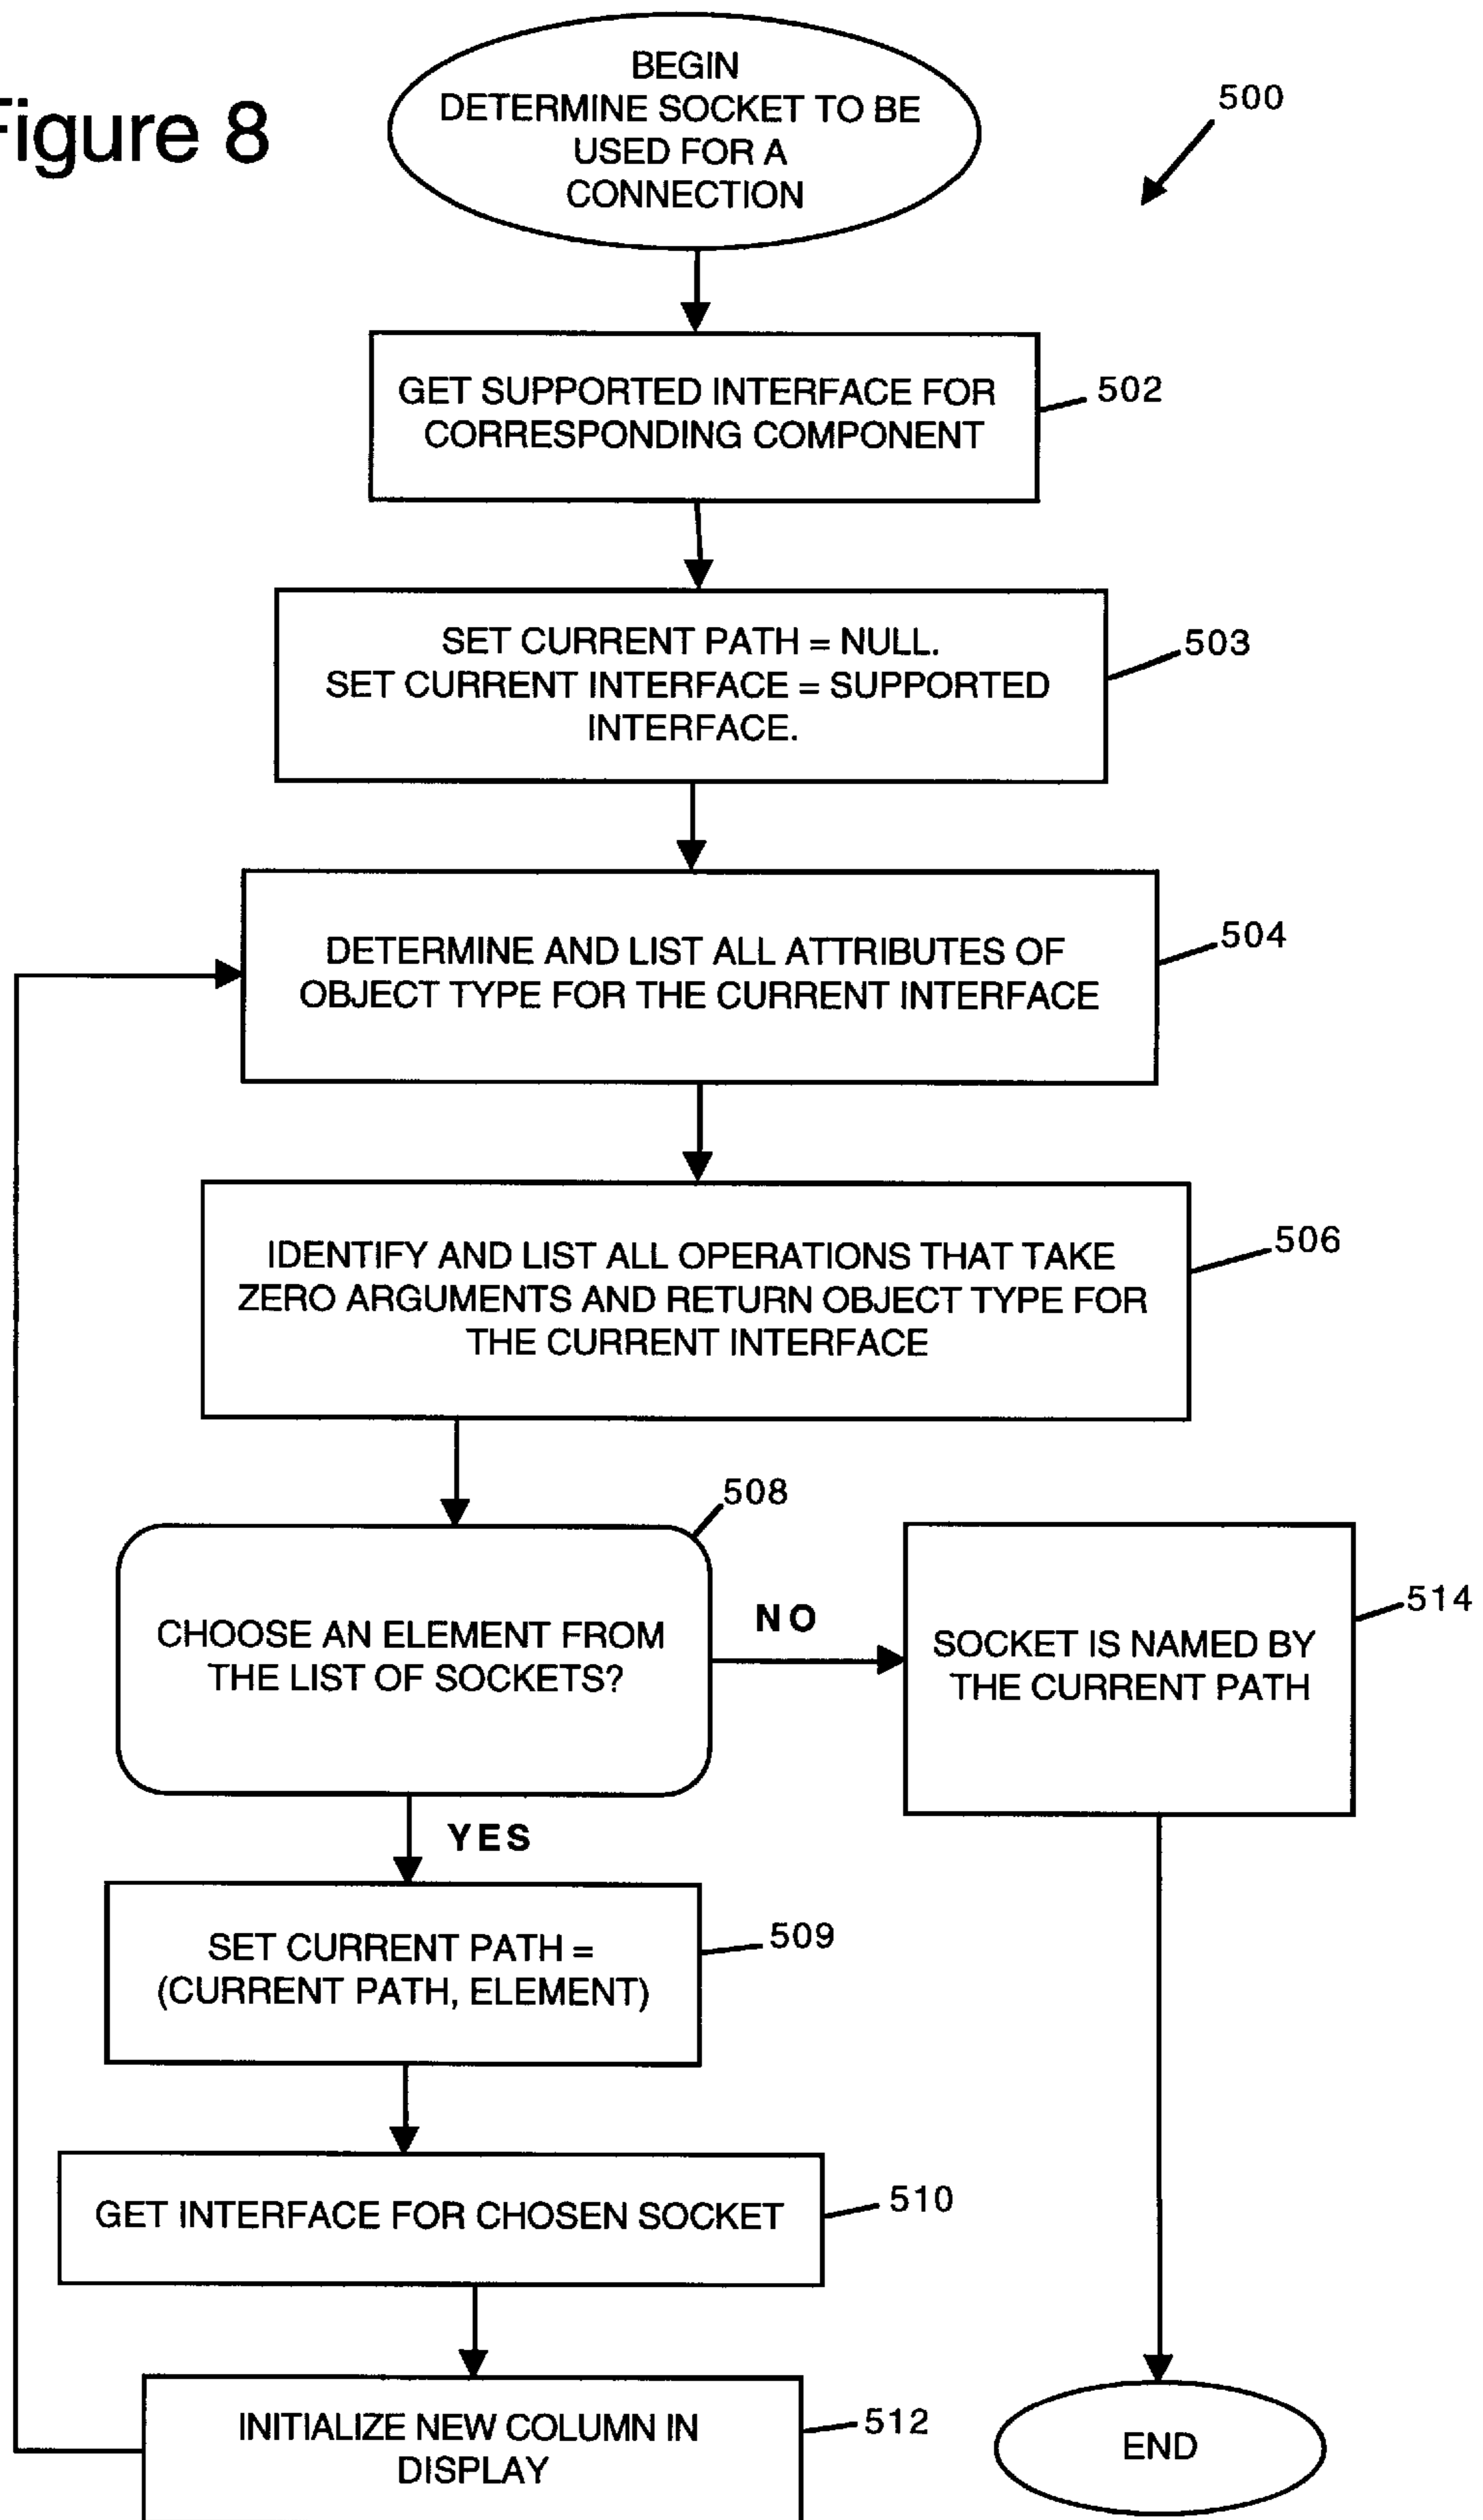 Figure 8
BEGIN
DETERMINE SOCKET TO BE
USED FOR A
CONNECTION
500
GET SUPPORTED INTERFACE FOR
CORRESPONDING COMPONENT
502
SET CURRENT PATH = NULL.
SET CURRENT INTERFACE = SUPPORTED
INTERFACE.
503
DETERMINE AND LIST ALL ATTRIBUTES OF
OBJECT TYPE FOR THE CURRENT INTERFACE
504
IDENTIFY AND LIST ALL OPERATIONS THAT TAKE
ZERO ARGUMENTS AND RETURN OBJECT TYPE FOR
THE CURRENT INTERFACE
506
508
CHOOSE AN ELEMENT FROM
THE LIST OF SOCKETS?
NO
SOCKET IS NAMED BY
THE CURRENT PATH
514
YES
SET CURRENT PATH =
(CURRENT PATH, ELEMENT)
509
GET INTERFACE FOR CHOSEN SOCKET
510
INITIALIZE NEW COLUMN IN
DISPLAY
512
END